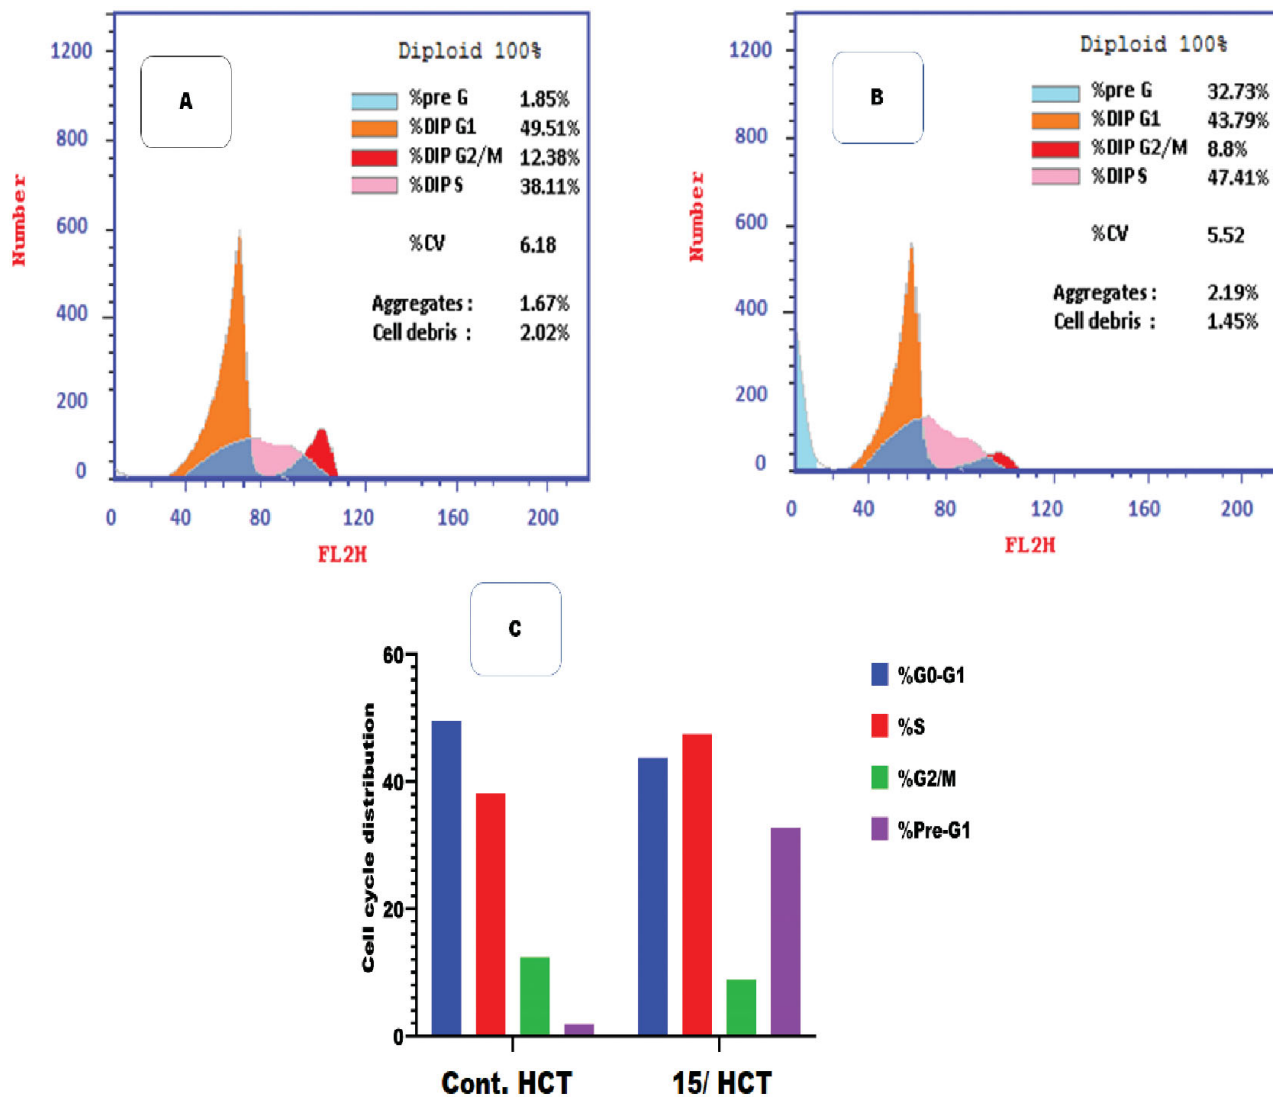 A
Diploid 100%
%pre G 1.85%
%DIP G1 49.51%
%DIP G2/M 12.38%
%DIP S 38.11%
%CV 6.18
Aggregates : 1.67%
Cell debris : 2.02%
Number
1200
800
600
400
200
0
0 40 80 120 160 200
FL2H
B
Diploid 100%
%pre G 32.73%
%DIP G1 43.79%
%DIP G2/M 8.8%
%DIP S 47.41%
%CV 5.52
Aggregates : 2.19%
Cell debris : 1.45%
Number
1200
800
600
400
200
0
0 40 80 120 160 200
FL2H
C
Cell cycle distribution
60
40
20
0
Cont. HCT 15/ HCT
%G0-G1
%S
%G2/M
%Pre-G1